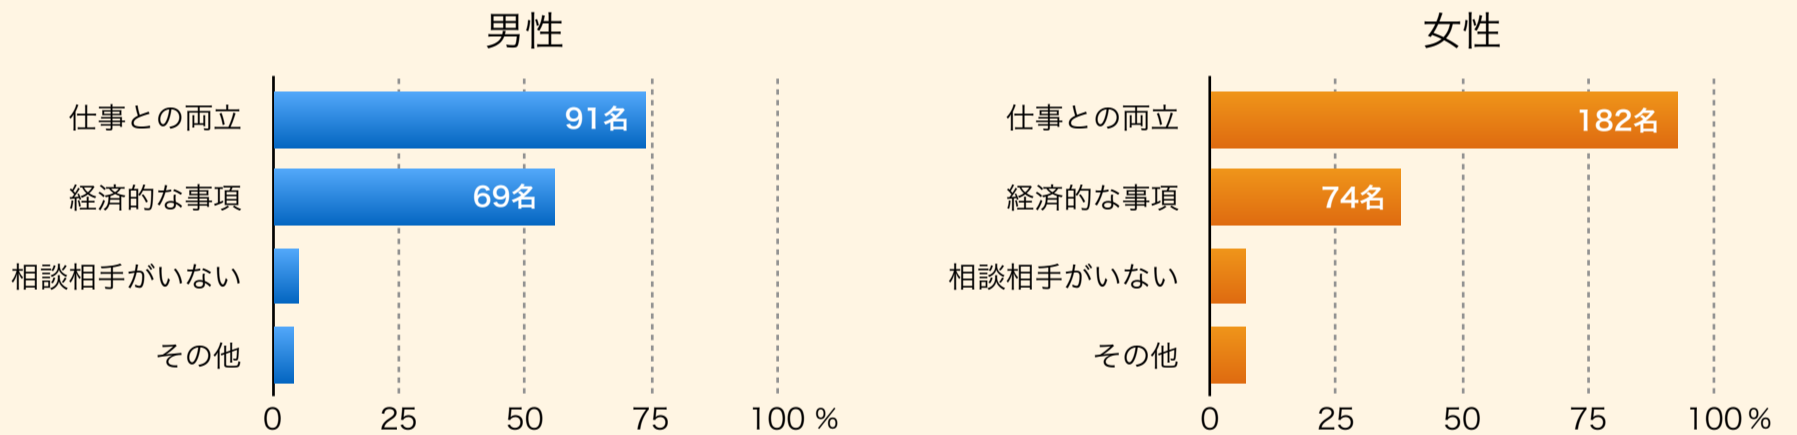 男性
仕事との両立
91名
経済的な事項
69名
相談相手がいない
その他
0 25 50 75 100 %
女性
仕事との両立
182名
経済的な事項
74名
相談相手がいない
その他
0 25 50 75 100 %